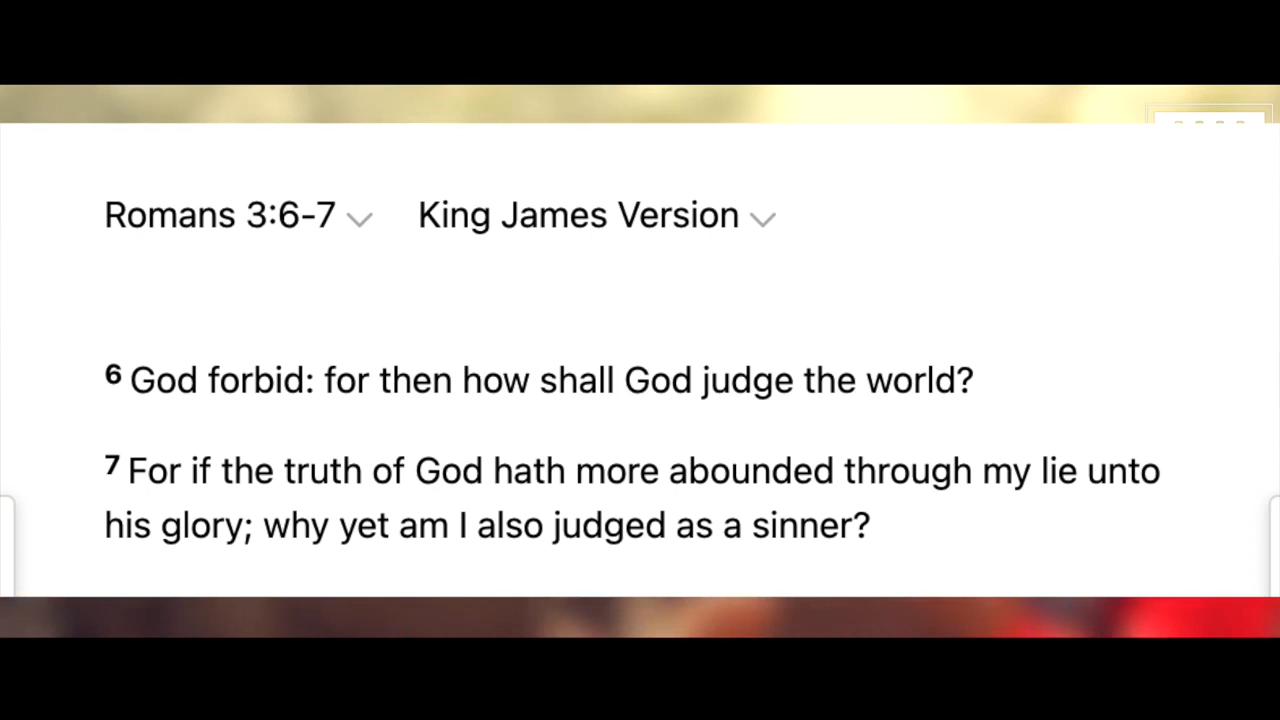 Romans 3:6-7 King James Version
6 God forbid: for then how shall God judge the world?
7 For if the truth of God hath more abounded through my lie unto
his glory; why yet am I also judged as a sinner?